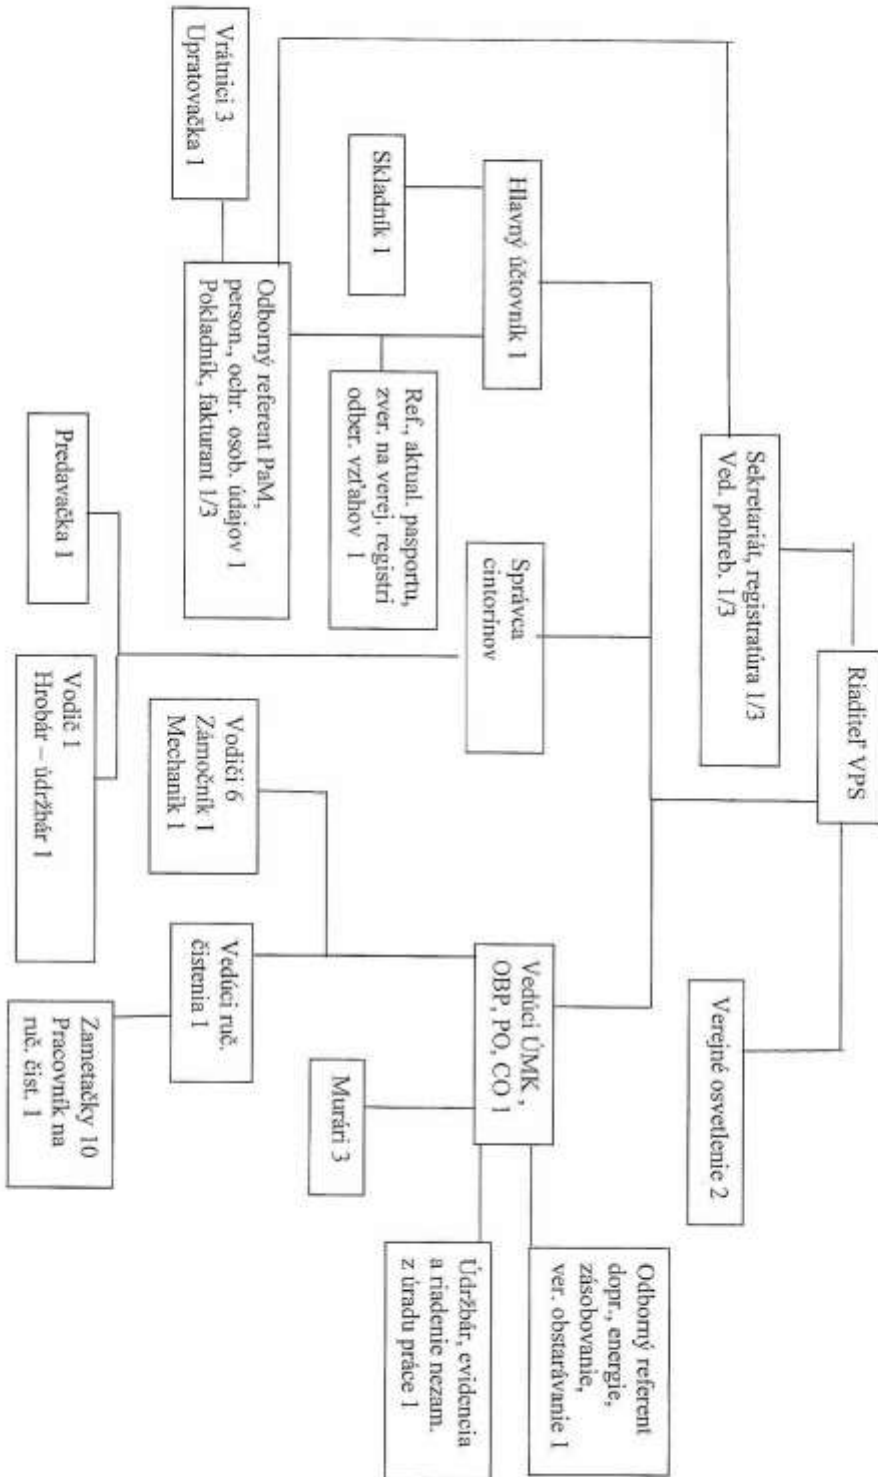 Riaditeľ VPS
Sekretariát, registratúra 1/3
Ved. pohreb. 1/3
Verejné osvetlenie 2
Hlavný účtovník 1
Správca
cintorínov
Vedúci ÚMK ,
OBP, PO, CO 1
Odborný referent
dopr., energie,
zásobovanie,
ver. obstarávanie 1
Skladník 1
Ref., aktual. pasportu,
zver. na verej. registri
odber. vzťahov 1
Murári 3
Údržbár, evidencia
a riadenie nezam.
z úradu práce 1
Vrátnici 3
Upratovačka 1
Odborný referent PaM,
person., ochr. osob. údajov 1
Pokladník, fakturant 1/3
Vodiči 6
Zámočník 1
Mechanik 1
Vedúci ruč.
čistenia 1
Predavačka 1
Vodič 1
Hrobár – údržbár 1
Zametačky 10
Pracovník na
ruč. čist. 1